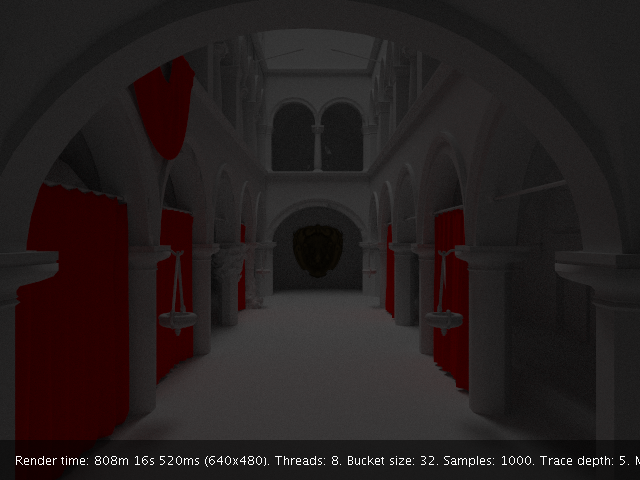 Render time: 808m 16s 520ms (640x480). Threads: 8. Bucket size: 32. Samples: 1000. Trace depth: 5. M